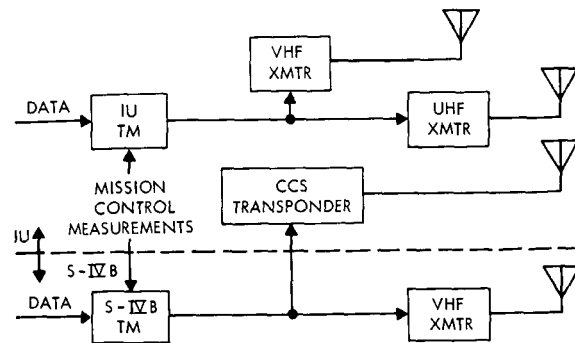 VHF
XMTR
DATA
IU
TM
UHF
XMTR
MISSION
CONTROL
MEASUREMENTS
CCS
TRANSPONDER
IU
S-IVB
DATA
S-IVB
TM
VHF
XMTR